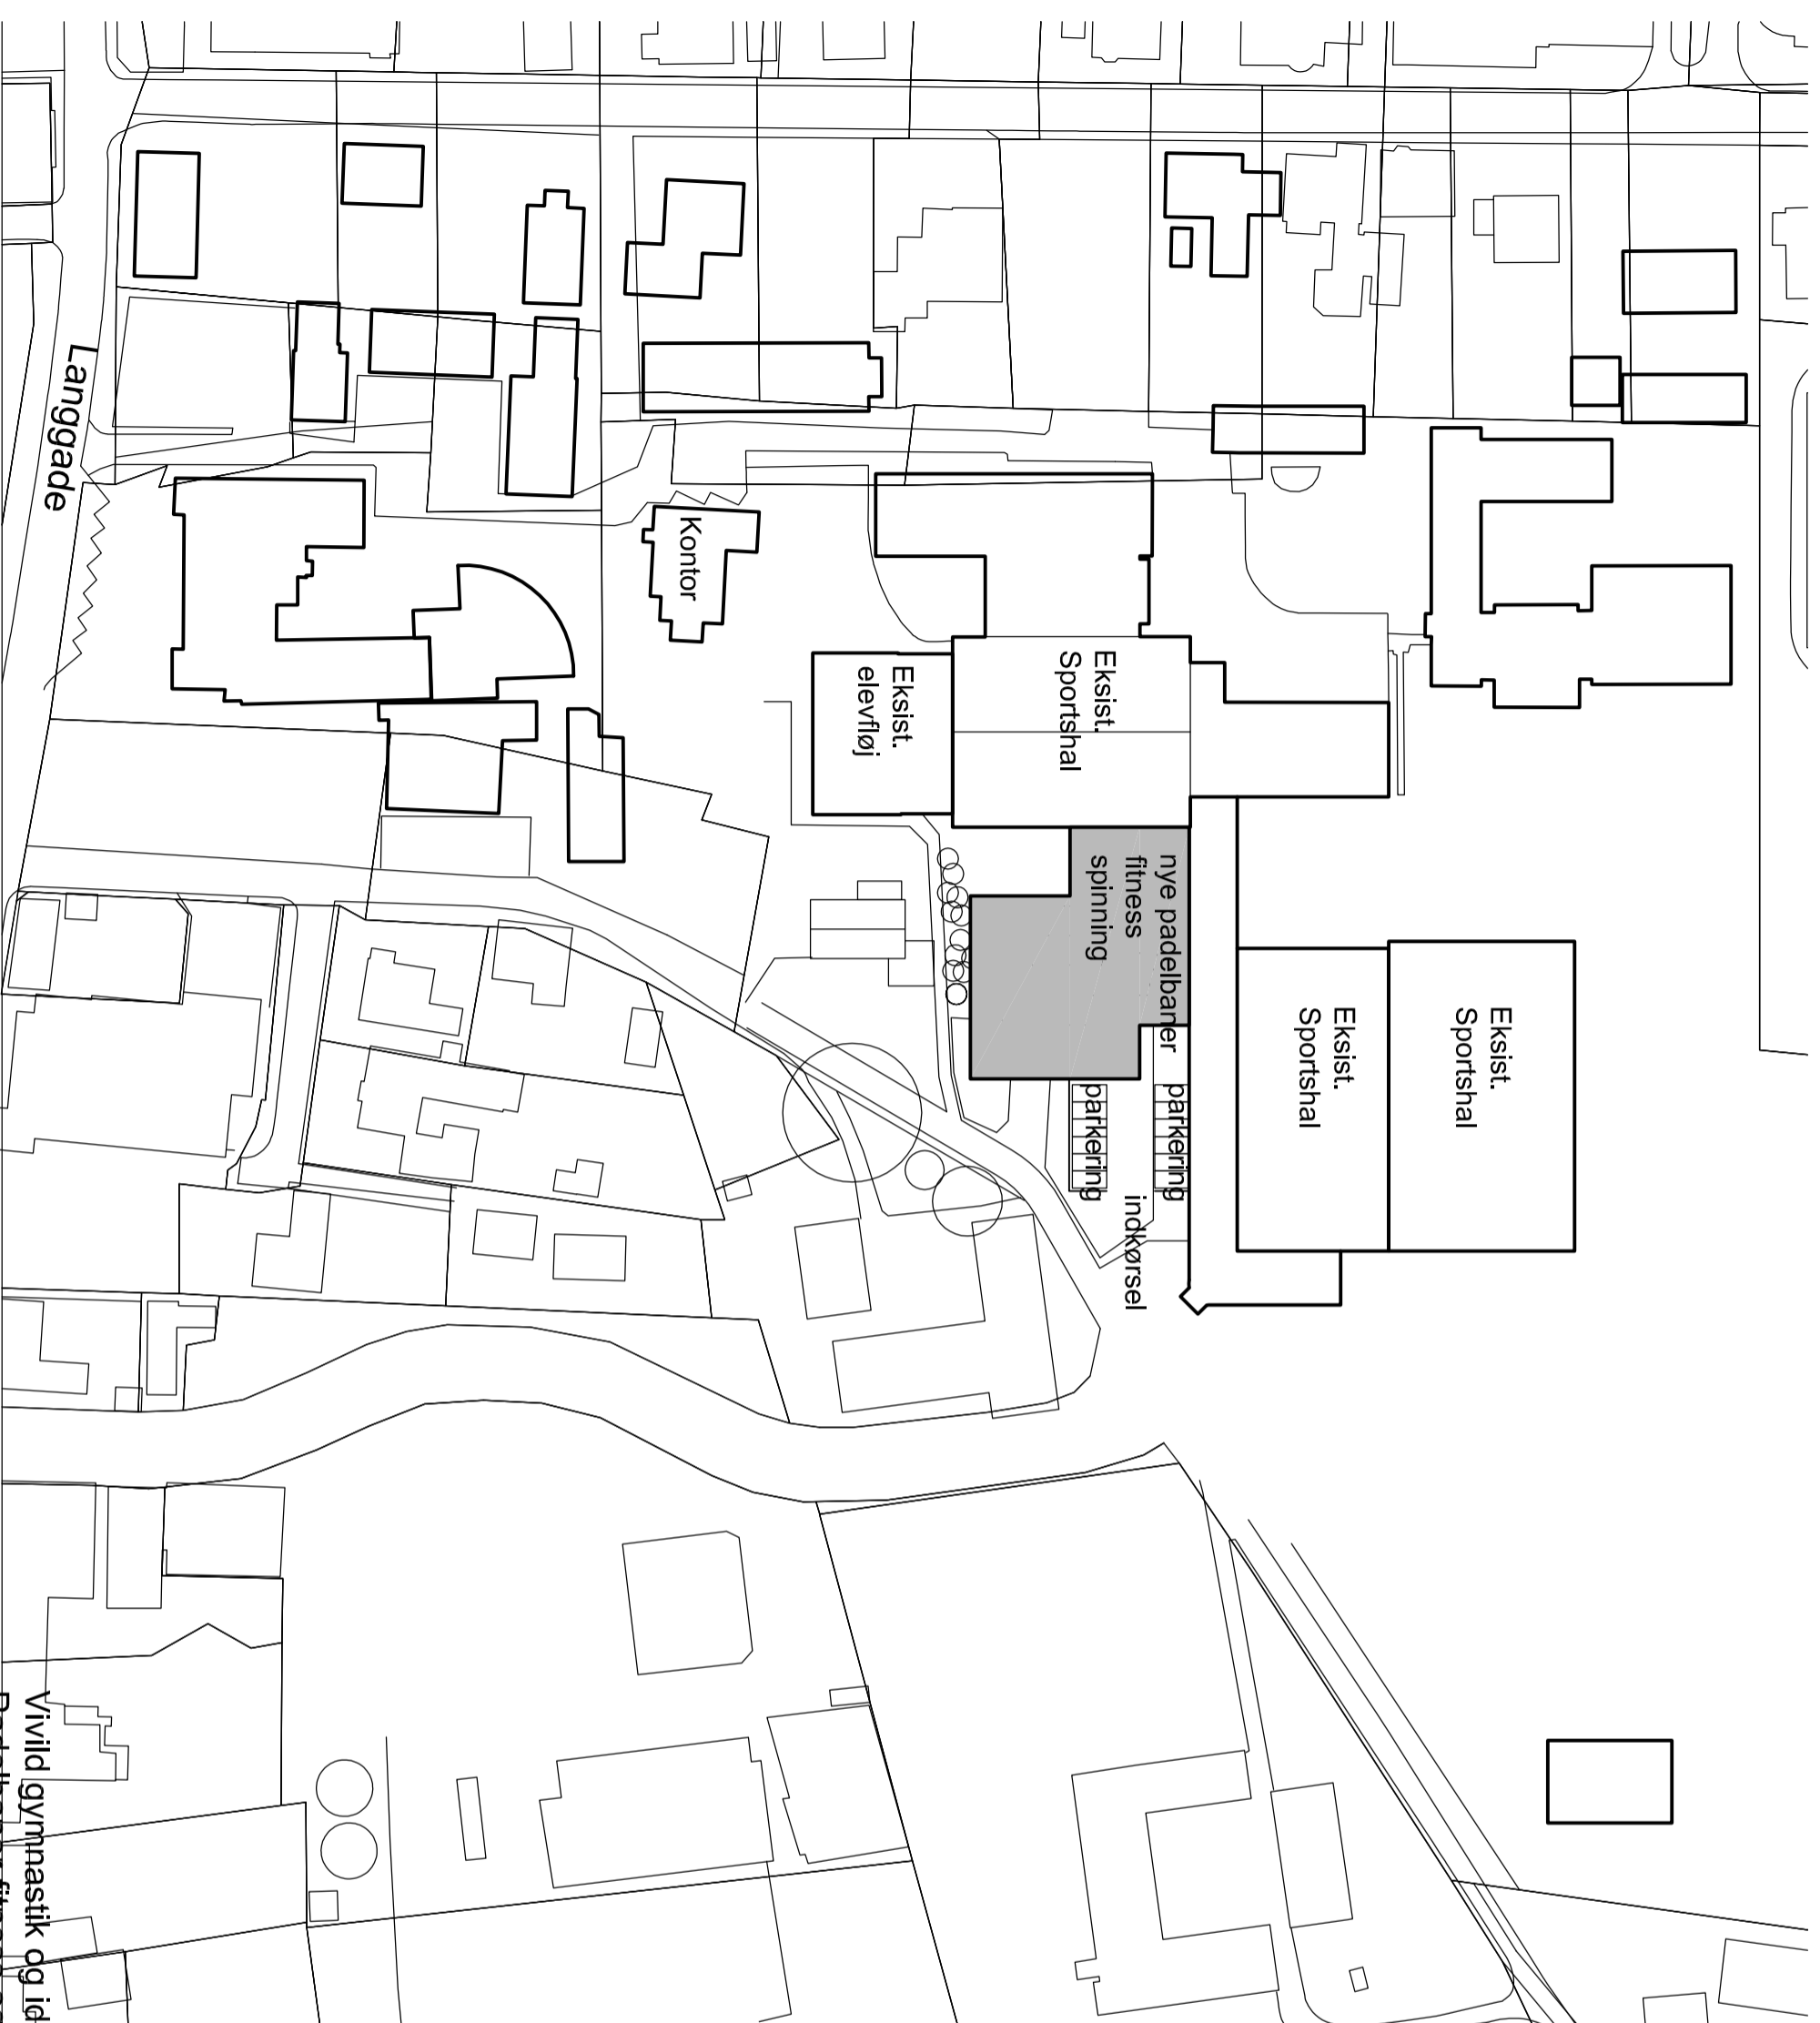 Langgade
Kontor
Eksist.
elevfløj
Eksist.
Sportshal
nye padelbaner
fitness
spinning
Eksist.
Sportshal
Eksist.
Sportshal
parkering
parkering
indkørsel
Vivild gymnastik og id